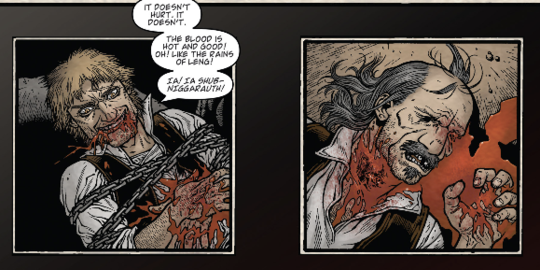 IT DOESN'T
HURT. IT
DOESN'T.
THE BLOOD IS
HOT AND GOOD!
OH! LIKE THE RAINS
OF LENG!
IA! IA SHUB-
NIGGARAUTH!